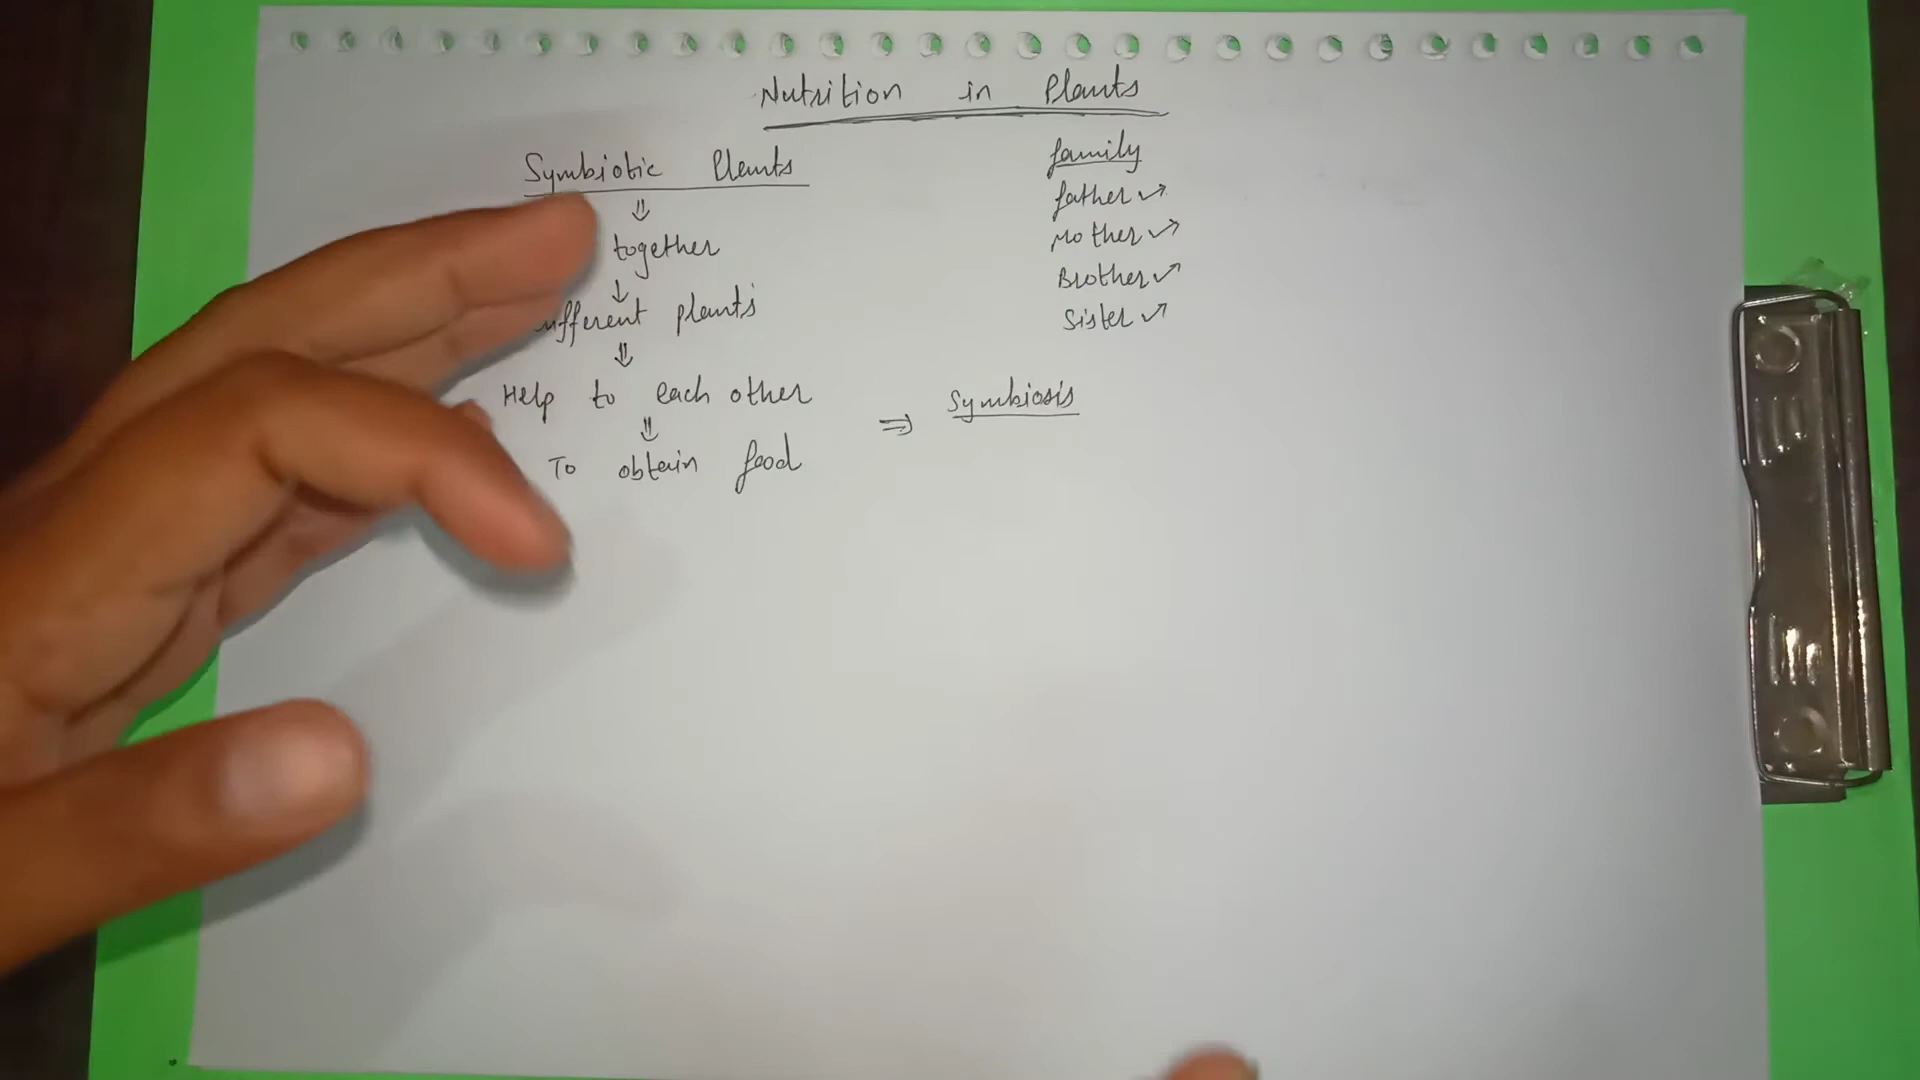 Nutrition in Plants
Symbiotic Plants
⇓
together
↓
different plants
⇓
Help to each other
⇓
To obtain food
⇒ Symbiosis
family
father ✓
Mother ✓
Brother ✓
Sister ✓